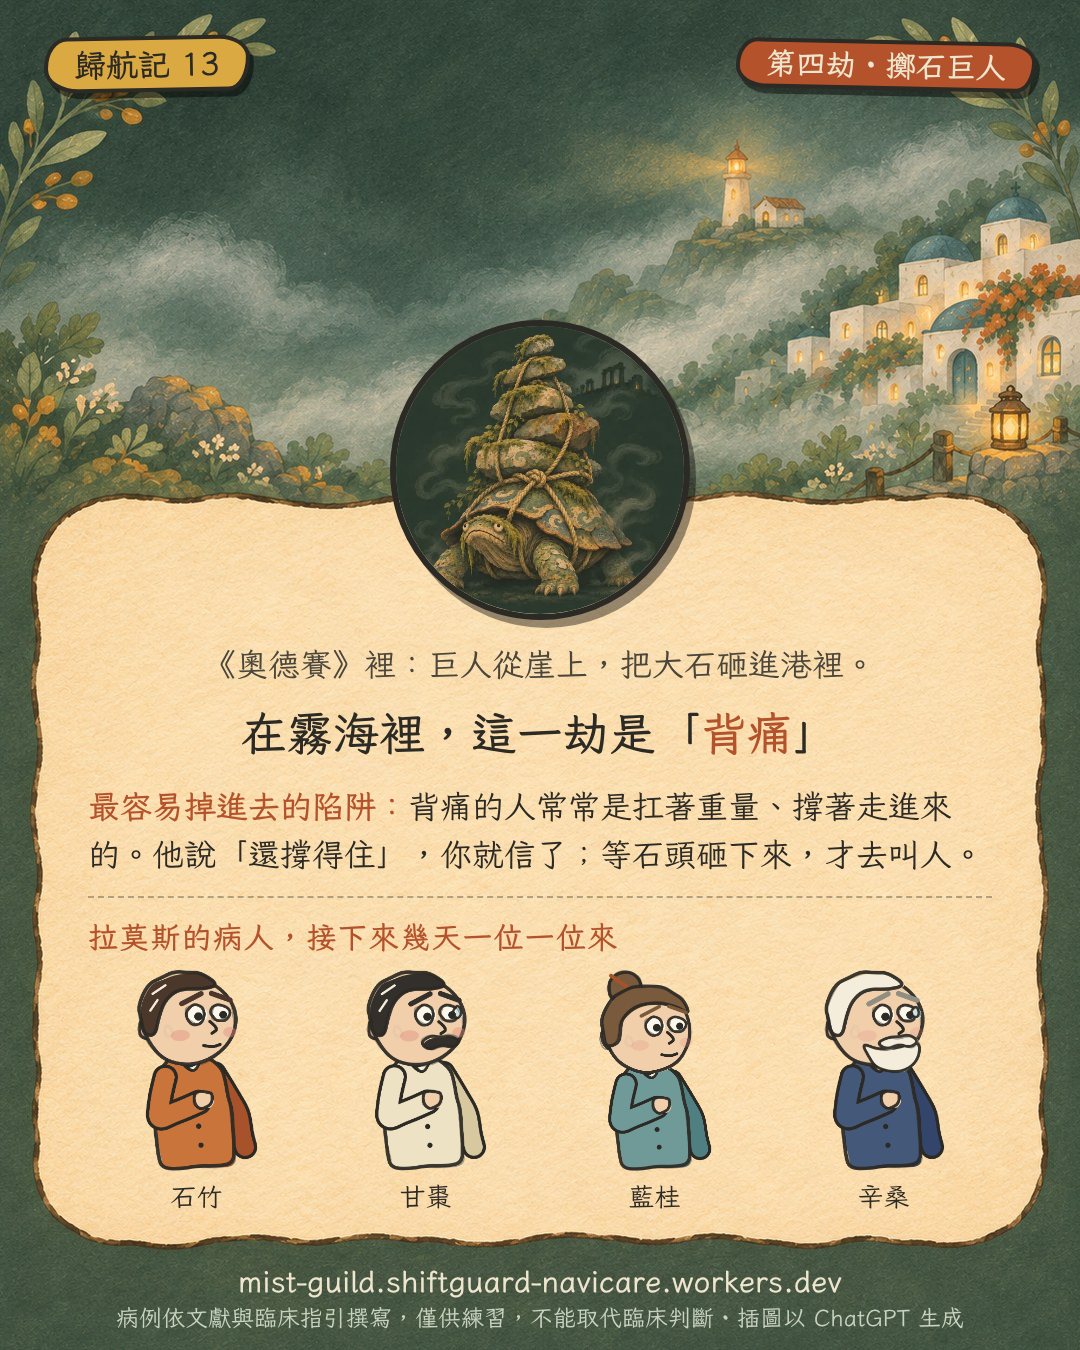 歸航記 13
第四劫・擲石巨人
《奧德賽》裡：巨人從崖上，把大石砸進港裡。
在霧海裡，這一劫是「背痛」
最容易掉進去的陷阱：背痛的人常常是扛著重量、撐著走進來
的。他說「還撐得住」，你就信了；等石頭砸下來，才去叫人。
拉莫斯的病人，接下來幾天一位一位來
石竹
甘棗
藍桂
辛桑
mist-guild.shiftguard-navicare.workers.dev
病例依文獻與臨床指引撰寫，僅供練習，不能取代臨床判斷・插圖以 ChatGPT 生成